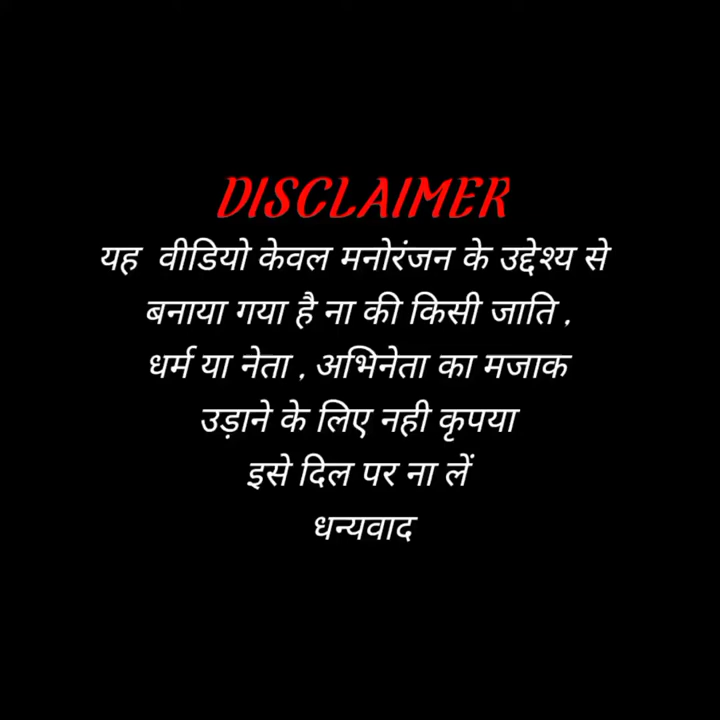 DISCLAIMER
यह वीडियो केवल मनोरंजन के उद्देश्य से
बनाया गया है ना की किसी जाति ,
धर्म या नेता , अभिनेता का मजाक
उड़ाने के लिए नही कृपया
इसे दिल पर ना लें
धन्यवाद